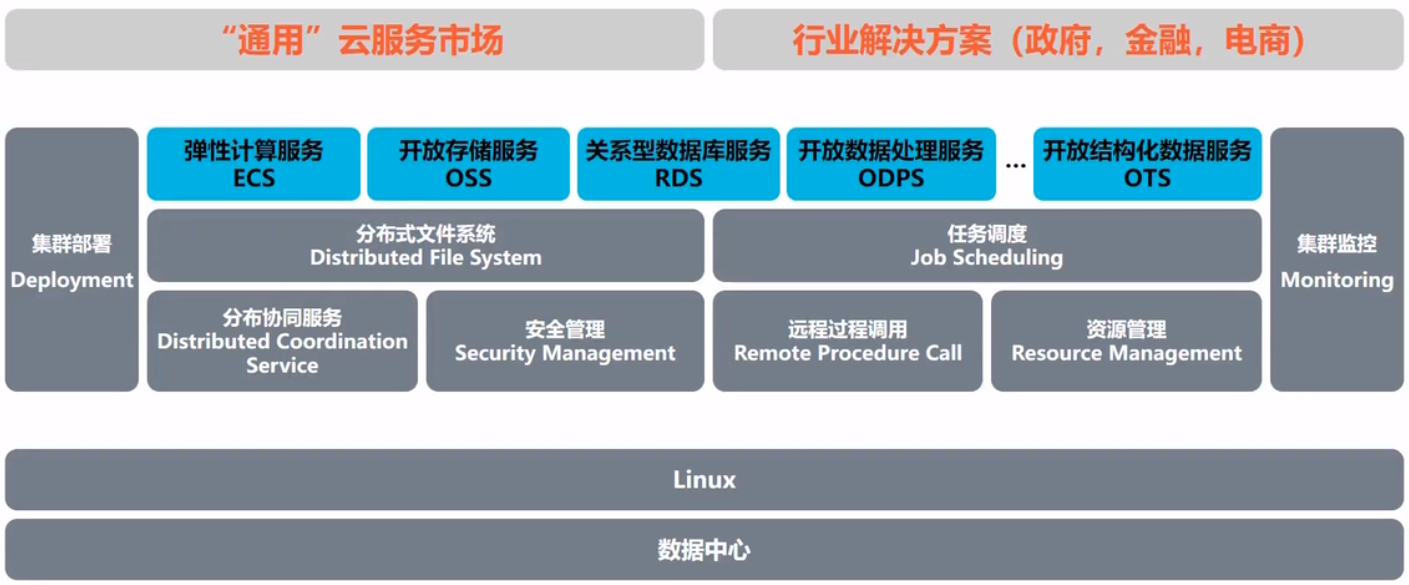 “通用”云服务市场
行业解决方案（政府，金融，电商）
集群部署
Deployment
弹性计算服务
ECS
开放存储服务
OSS
关系型数据库服务
RDS
开放数据处理服务
ODPS
...
开放结构化数据服务
OTS
分布式文件系统
Distributed File System
任务调度
Job Scheduling
分布协同服务
Distributed Coordination
Service
安全管理
Security Management
远程过程调用
Remote Procedure Call
资源管理
Resource Management
集群监控
Monitoring
Linux
数据中心